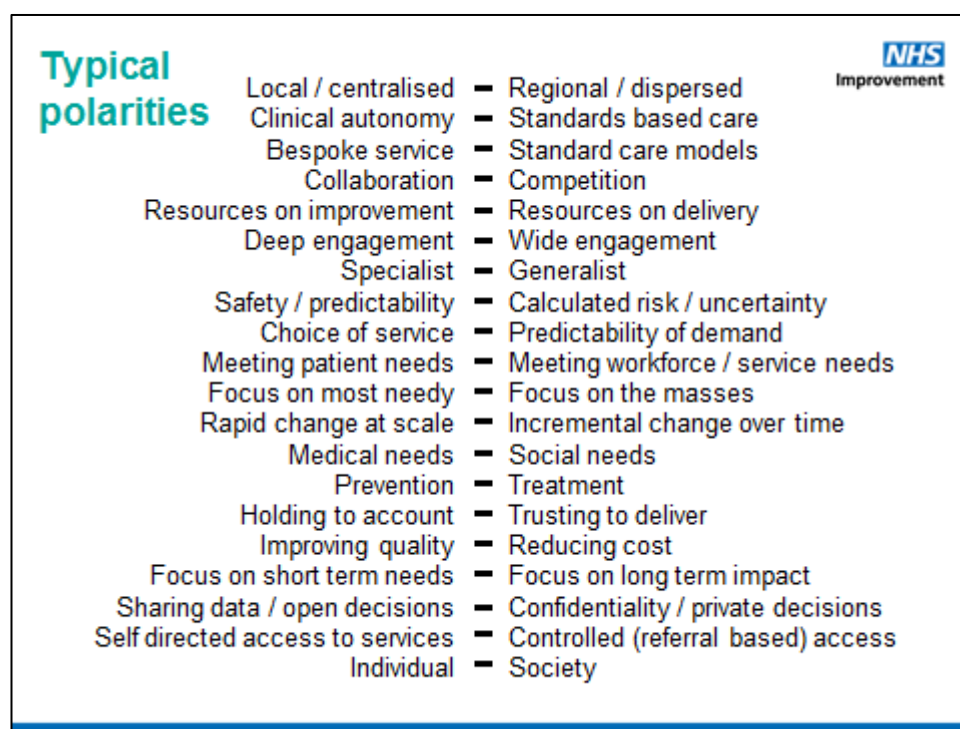 Typical
polarities
NHS
Improvement
Local / centralised - Regional / dispersed
Clinical autonomy - Standards based care
Bespoke service - Standard care models
Collaboration - Competition
Resources on improvement - Resources on delivery
Deep engagement - Wide engagement
Specialist - Generalist
Safety / predictability - Calculated risk / uncertainty
Choice of service - Predictability of demand
Meeting patient needs - Meeting workforce / service needs
Focus on most needy - Focus on the masses
Rapid change at scale - Incremental change over time
Medical needs - Social needs
Prevention - Treatment
Holding to account - Trusting to deliver
Improving quality - Reducing cost
Focus on short term needs - Focus on long term impact
Sharing data / open decisions - Confidentiality / private decisions
Self directed access to services - Controlled (referral based) access
Individual - Society